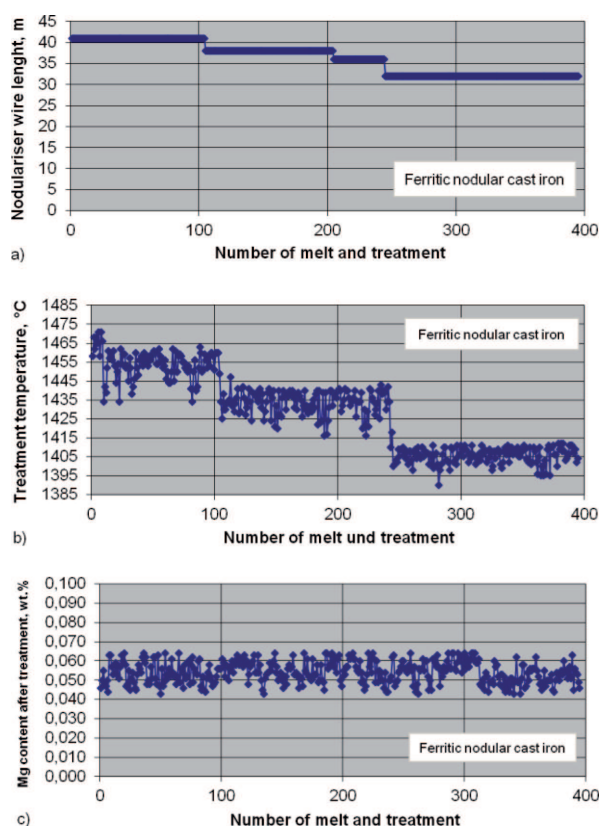 45
40
35
30
25
20
15
10
5
0
Nodulariser wire lenght, m
Ferritic nodular cast iron
0 100 200 300 400
Number of melt and treatment
a)
1485
1475
1465
1455
1445
1435
1425
1415
1405
1395
1385
Treatment temperature, °C
Ferritic nodular cast iron
0 100 200 300 400
Number of melt und treatment
b)
0,100
0,090
0,080
0,070
0,060
0,050
0,040
0,030
0,020
0,010
0,000
Mg content after treatment, wt.%
Ferritic nodular cast iron
0 100 200 300 400
Number of melt and treatment
c)